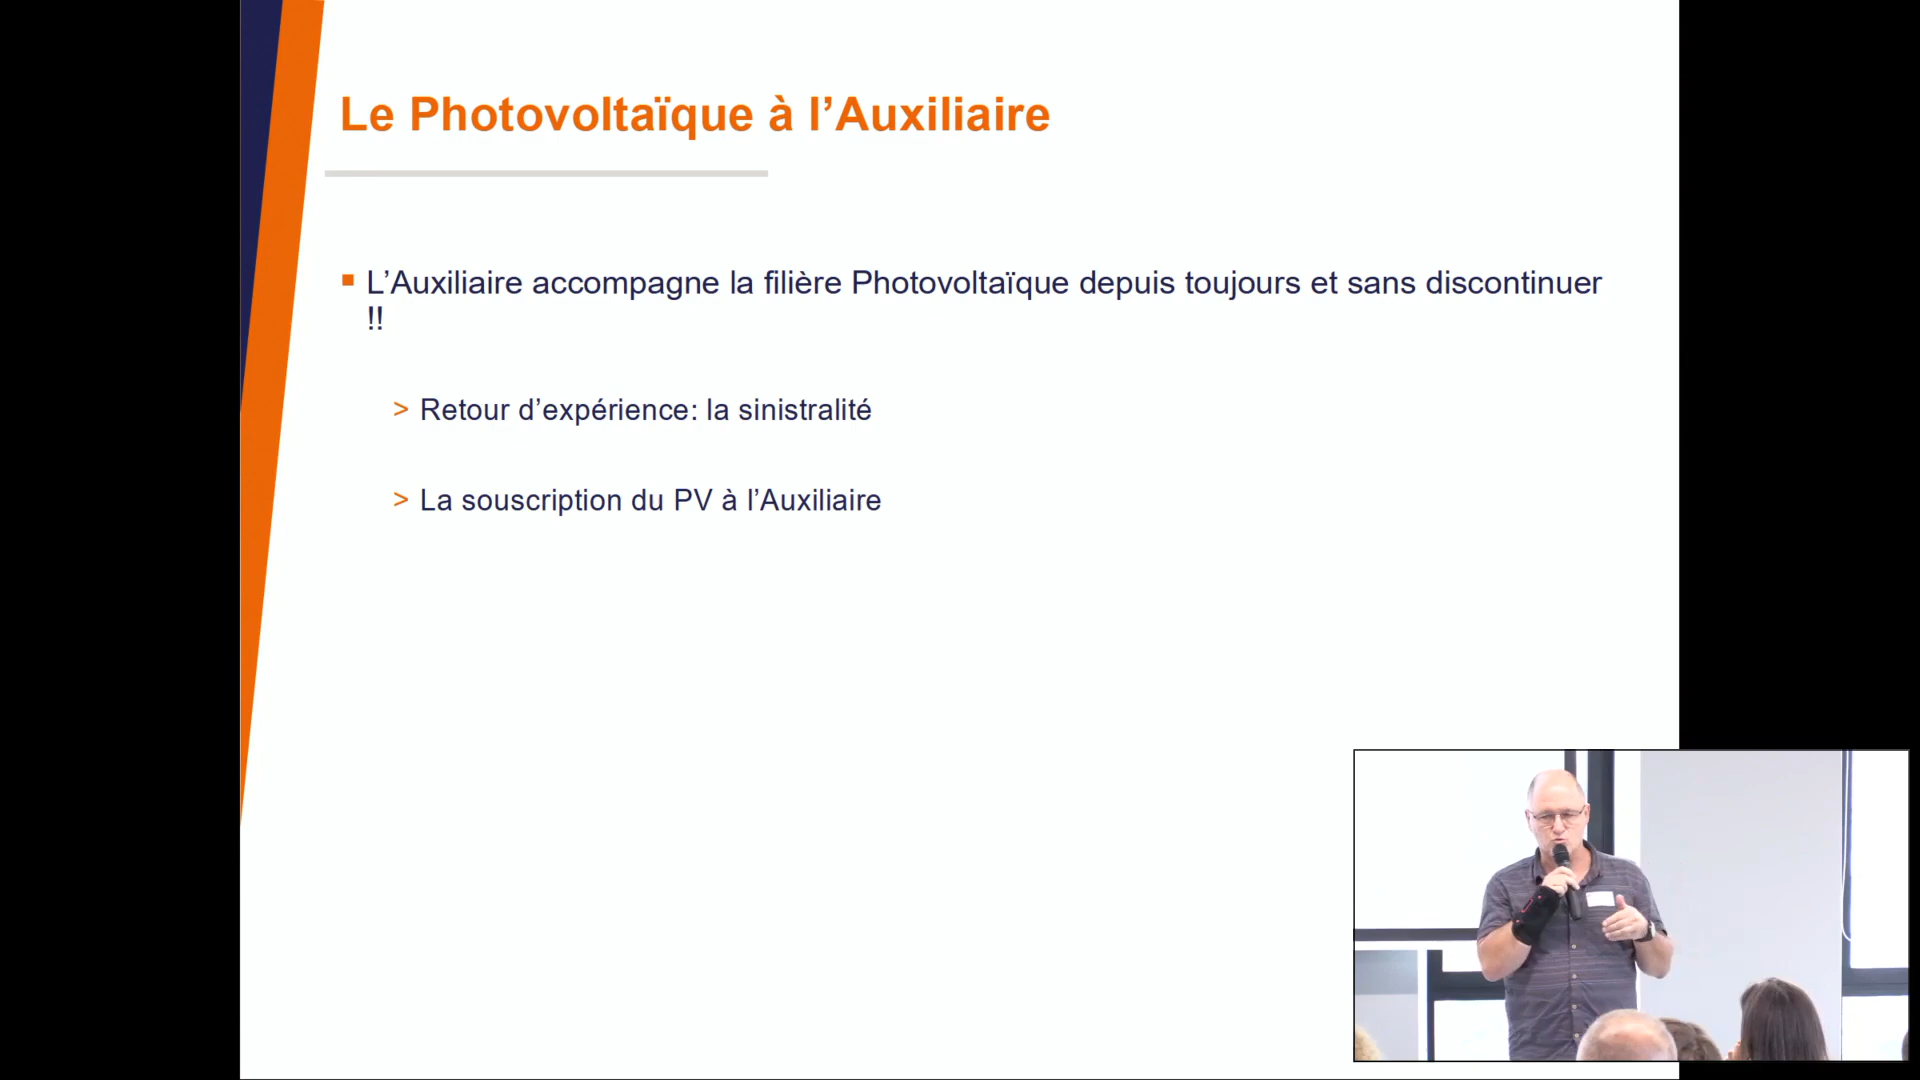 Le Photovoltaïque à l’Auxiliaire
▪ L’Auxiliaire accompagne la filière Photovoltaïque depuis toujours et sans discontinuer
!!
> Retour d’expérience: la sinistralité
> La souscription du PV à l’Auxiliaire